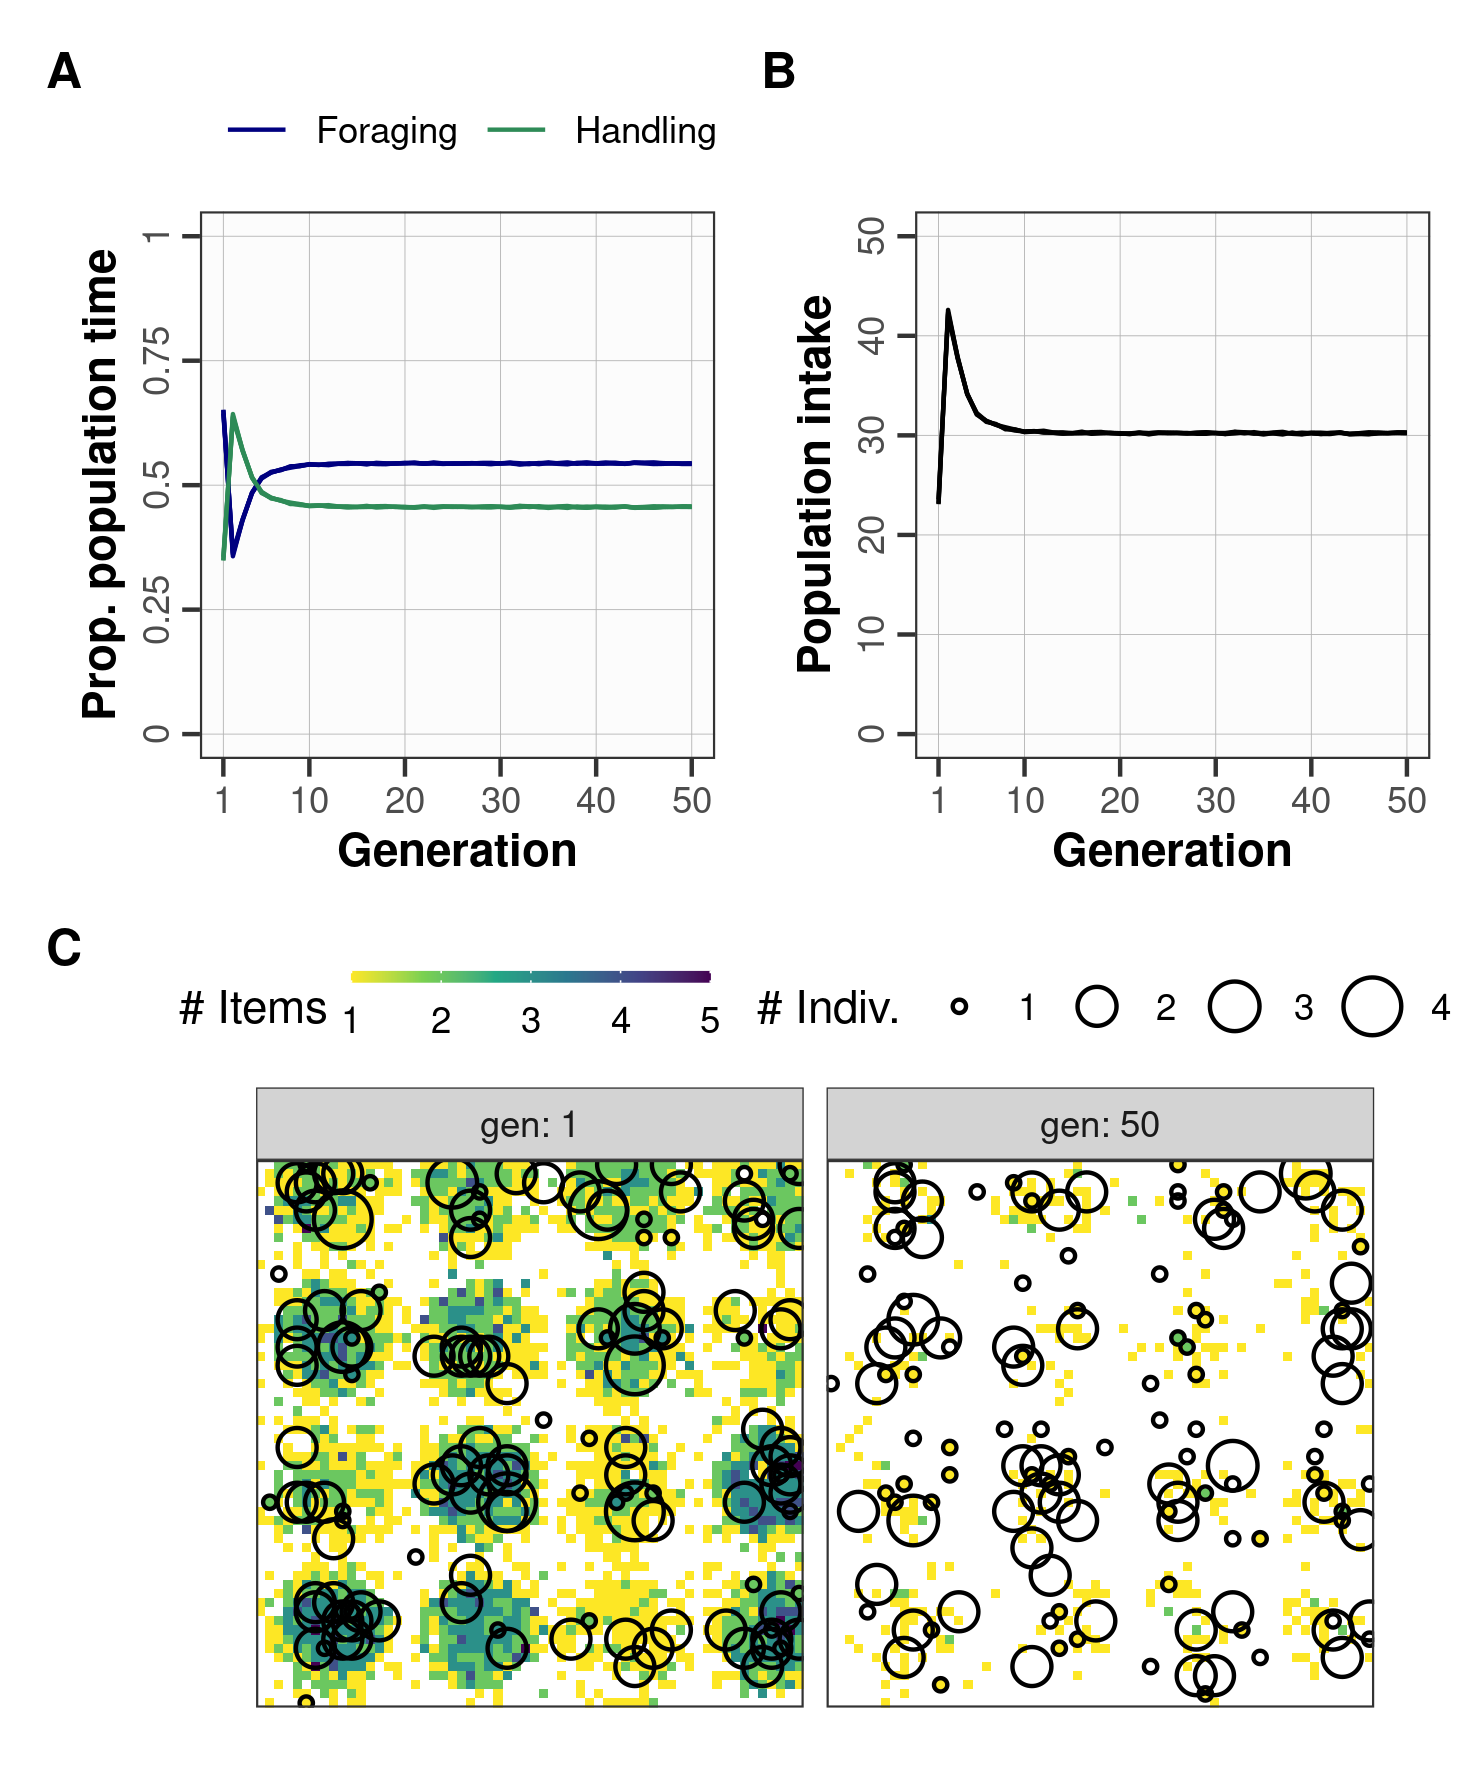 A
B
Foraging Handling
Prop. population time
0 0.25 0.5 0.75 1
1 10 20 30 40 50
Generation
Population intake
0 10 20 30 40 50
1 10 20 30 40 50
Generation
C
# Items 1 2 3 4 5
# Indiv. 1 2 3 4
gen: 1
gen: 50